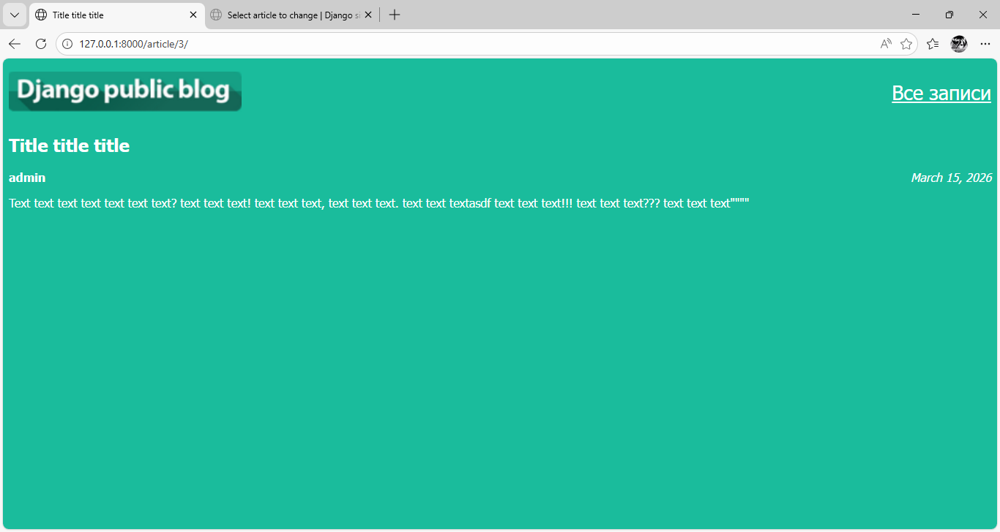 Title title title
Select article to change | Django si
127.0.0.1:8000/article/3/
Django public blog
Все записи
Title title title
admin
March 15, 2026
Text text text text text text text? text text text! text text text, text text text. text text textasdf text text text!!! text text text??? text text text""""